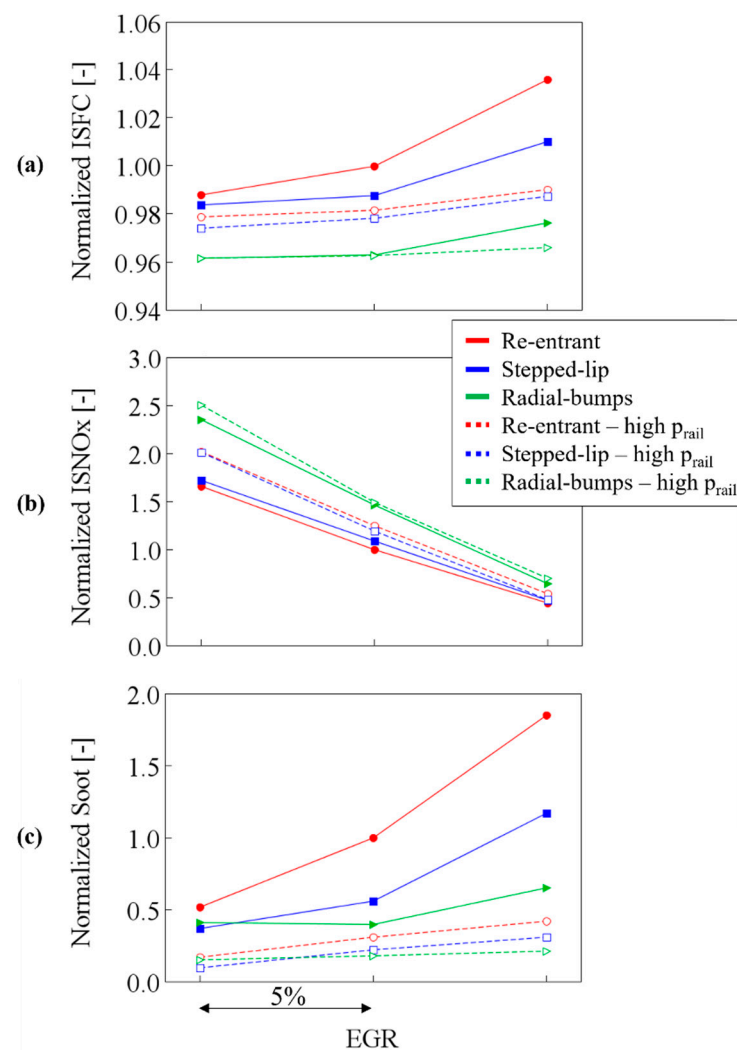 1.06
1.04
1.02
1.00
0.98
0.96
0.94
Normalized ISFC [-]
(a)
3.0
2.5
2.0
1.5
1.0
0.5
0.0
Normalized ISNOx [-]
(b)
Re-entrant
Stepped-lip
Radial-bumps
Re-entrant – high p_rail
Stepped-lip – high p_rail
Radial-bumps – high p_rail
2.0
1.5
1.0
0.5
0.0
Normalized Soot [-]
(c)
5%
EGR